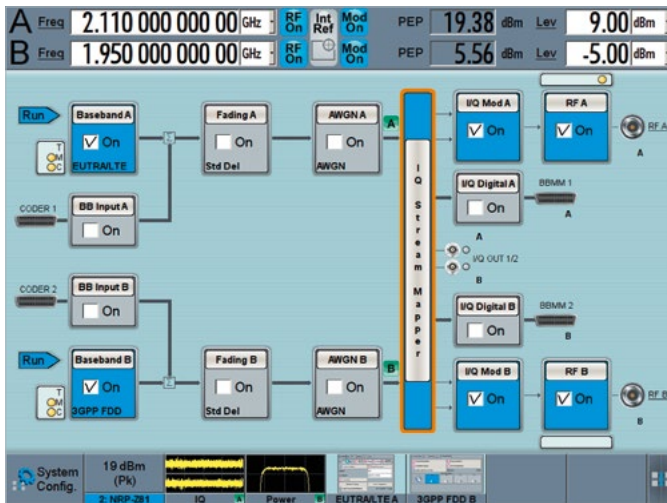 A Freq 2.110 000 000 00 GHz RF On Int Ref Mod On PEP 19.38 dBm Lev 9.00 dBm
B Freq 1.950 000 000 00 GHz RF On Mod On PEP 5.56 dBm Lev -5.00 dBm
Run Baseband A Fading A AWGN A A I/Q Mod A RF A
On On On On On RF A
T M C EUTRA/LTE Std Del AWGN A
CODER 1 BB Input A I/Q Digital A BBMM 1
On On A
A
I/Q OUT 1/2
B
IQ Stream Mapper
CODER 2 BB Input B I/Q Digital B BBMM 2
On On B
Run Baseband B Fading B AWGN B B I/Q Mod B RF B
On On On On On RF B
T M C 3GPP FDD Std Del AWGN B
System Config. 19 dBm (Pk)
2: NRP-Z81 IQ A Power B EUTRA/LTE A 3GPP FDD B